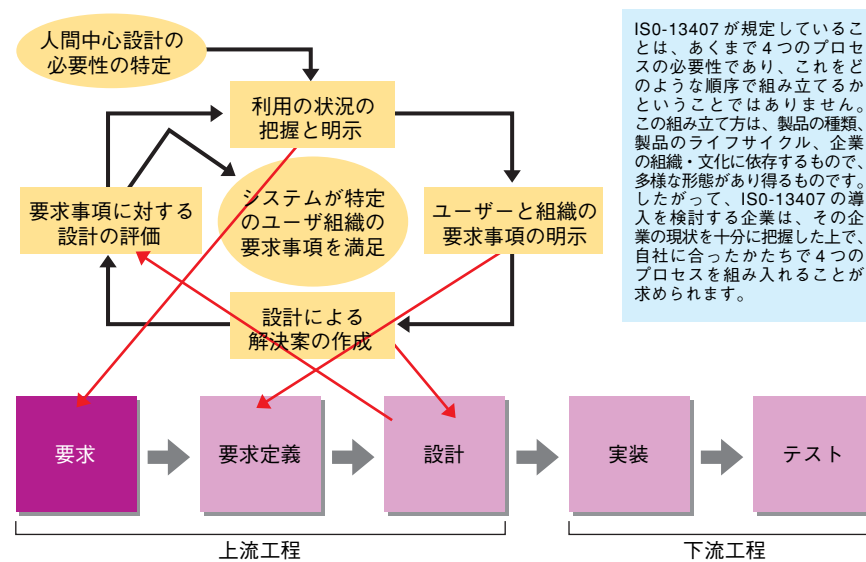 人間中心設計の
必要性の特定
利用の状況の
把握と明示
要求事項に対する
設計の評価
システムが特定
のユーザ組織の
要求事項を満足
ユーザーと組織の
要求事項の明示
設計による
解決案の作成
IS0-13407が規定しているこ
とは、あくまで4つのプロセ
スの必要性であり、これをど
のような順序で組み立てるか
ということではありません。
この組み立て方は、製品の種類、
製品のライフサイクル、企業
の組織・文化に依存するもので、
多様な形態があり得るものです。
したがって、IS0-13407の導
入を検討する企業は、その企
業の現状を十分に把握した上で、
自社に合ったかたちで4つの
プロセスを組み入れることが
求められます。
要求
要求定義
設計
実装
テスト
上流工程
下流工程